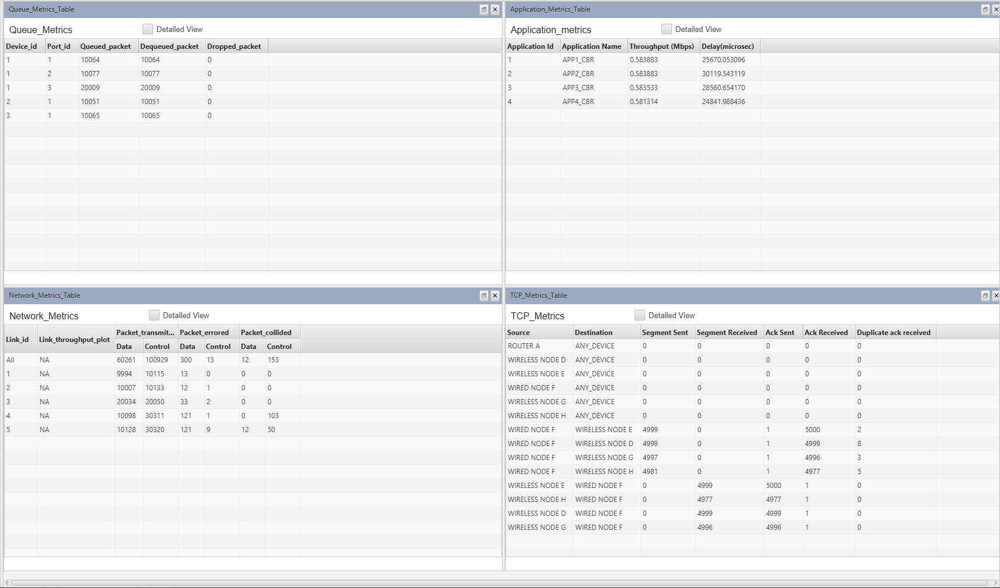 Queue_Metrics_Table
Queue_Metrics Detailed View
Device_id Port_id Queued_packet Dequeued_packet Dropped_packet
1 1 10064 10064 0
1 2 10077 10077 0
1 3 20009 20009 0
2 1 10051 10051 0
3 1 10065 10065 0
Application_Metrics_Table
Application_metrics Detailed View
Application Id Application Name Throughput (Mbps) Delay(microsec)
1 APP1_CBR 0.583883 25670.053096
2 APP2_CBR 0.583883 30119.543119
3 APP3_CBR 0.583533 28560.654170
4 APP4_CBR 0.581314 24841.988436
Network_Metrics_Table
Network_Metrics Detailed View
Link_id Link_throughput_plot Packet_transmit... Packet_errored Packet_collided
Data Control Data Control Data Control
All NA 60261 100929 300 13 12 153
1 NA 9994 10115 13 0 0 0
2 NA 10007 10133 12 1 0 0
3 NA 20034 20050 33 2 0 0
4 NA 10098 30311 121 1 0 103
5 NA 10128 30320 121 9 12 50
TCP_Metrics_Table
TCP_Metrics Detailed View
Source Destination Segment Sent Segment Received Ack Sent Ack Received Duplicate ack received
ROUTER A ANY_DEVICE 0 0 0 0 0
WIRELESS NODE D ANY_DEVICE 0 0 0 0 0
WIRELESS NODE E ANY_DEVICE 0 0 0 0 0
WIRED NODE F ANY_DEVICE 0 0 0 0 0
WIRELESS NODE G ANY_DEVICE 0 0 0 0 0
WIRELESS NODE H ANY_DEVICE 0 0 0 0 0
WIRED NODE F WIRELESS NODE E 4999 0 1 5000 2
WIRED NODE F WIRELESS NODE D 4999 0 1 4999 8
WIRED NODE F WIRELESS NODE G 4997 0 1 4996 3
WIRED NODE F WIRELESS NODE H 4981 0 1 4977 5
WIRELESS NODE E WIRED NODE F 0 4999 5000 1 0
WIRELESS NODE H WIRED NODE F 0 4977 4977 1 0
WIRELESS NODE D WIRED NODE F 0 4999 4999 1 0
WIRELESS NODE G WIRED NODE F 0 4996 4996 1 0